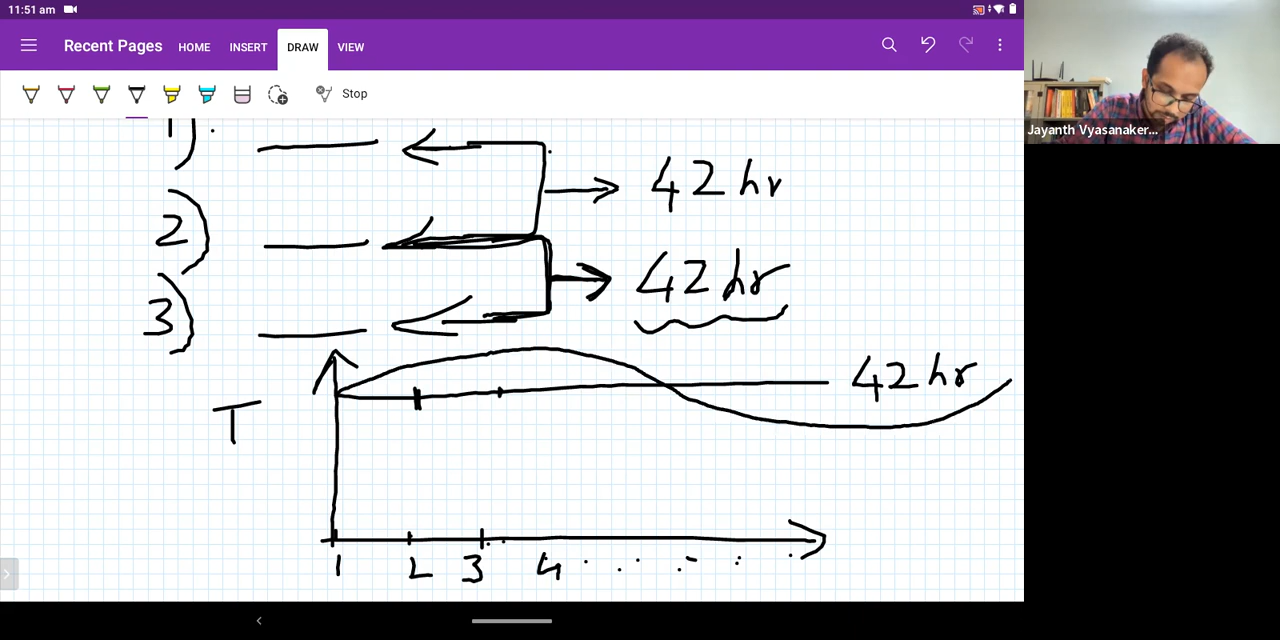 11:51 am
Recent Pages HOME INSERT DRAW VIEW
Stop
Jayanth Vyasanaker...
1).
42 hr
2)
42 hr
3)
42 hr
T
1 2 3 4 . . . . . .